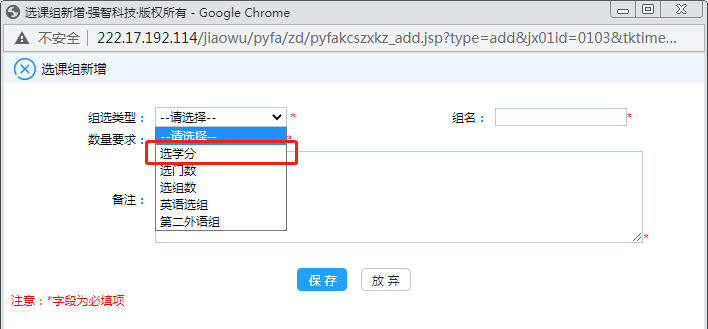 选课组新增·强智科技·版权所有 - Google Chrome
不安全 222.17.192.114/jiaowu/pyfa/zd/pyfakcszxkz_add.jsp?type=add&jx01id=0103&tktime...
选课组新增
组选类型： --请选择-- * 组名： *
数量要求： --请选择-- *
选学分
选门数
备注： 选组数
英语选组
第二外语组
*
保 存 放 弃
注意：*字段为必填项